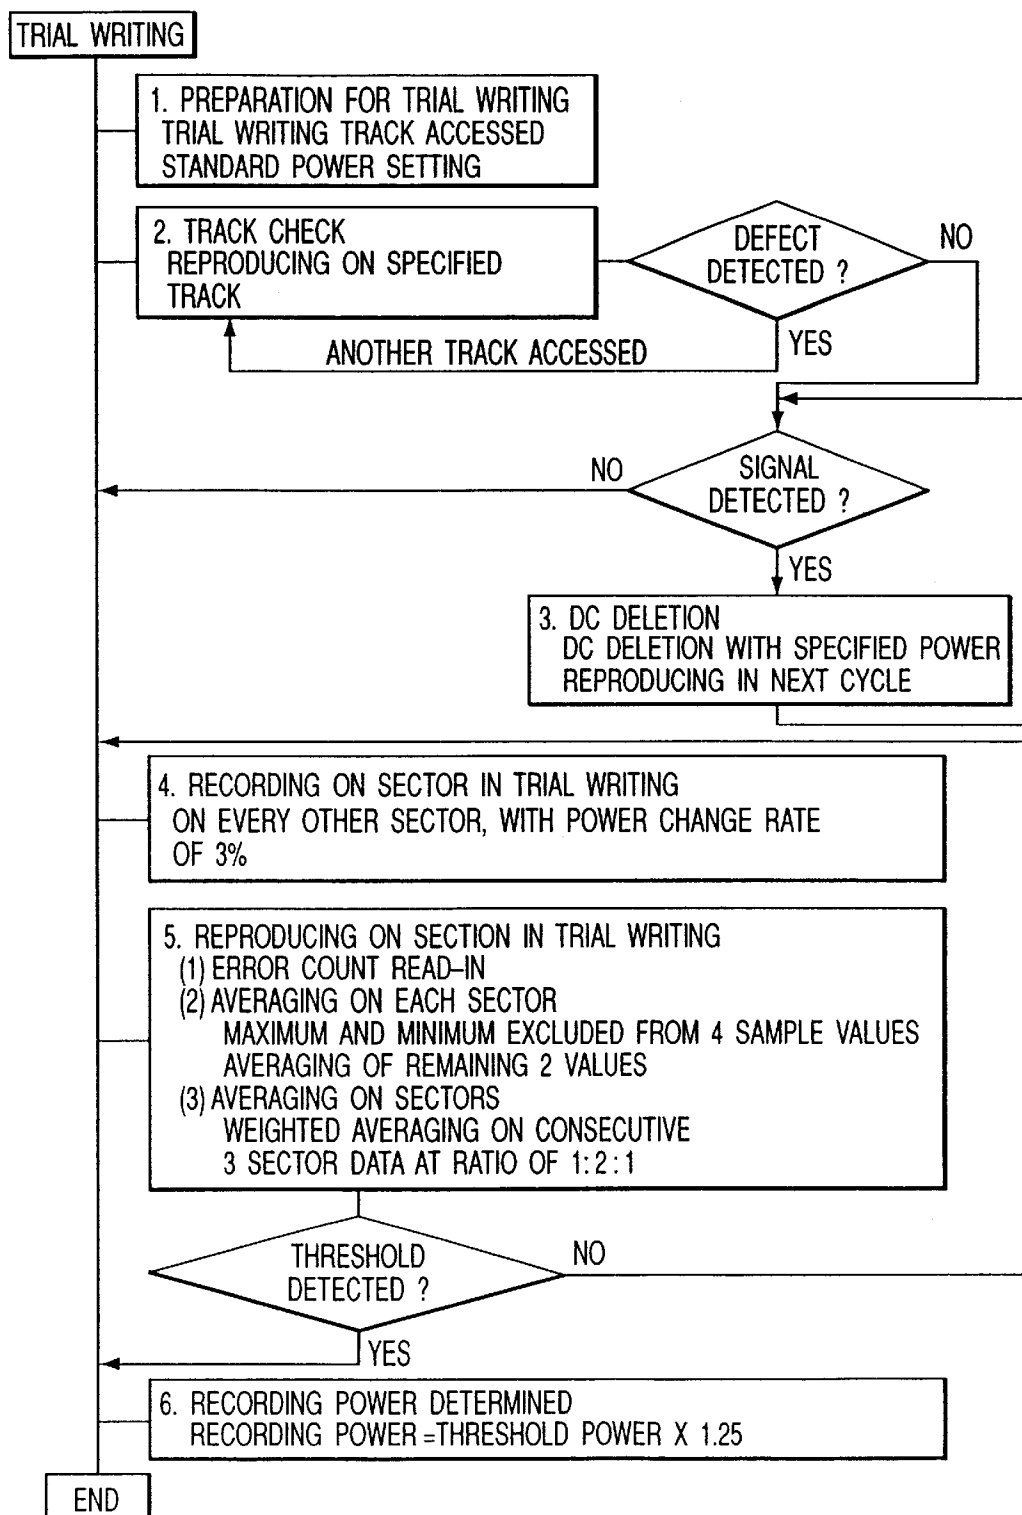 TRIAL WRITING
1. PREPARATION FOR TRIAL WRITING
TRIAL WRITING TRACK ACCESSED
STANDARD POWER SETTING
2. TRACK CHECK
REPRODUCING ON SPECIFIED
TRACK
DEFECT
DETECTED ?
NO
YES
ANOTHER TRACK ACCESSED
SIGNAL
DETECTED ?
NO
YES
3. DC DELETION
DC DELETION WITH SPECIFIED POWER
REPRODUCING IN NEXT CYCLE
4. RECORDING ON SECTOR IN TRIAL WRITING
ON EVERY OTHER SECTOR, WITH POWER CHANGE RATE
OF 3%
5. REPRODUCING ON SECTION IN TRIAL WRITING
(1) ERROR COUNT READ-IN
(2) AVERAGING ON EACH SECTOR
MAXIMUM AND MINIMUM EXCLUDED FROM 4 SAMPLE VALUES
AVERAGING OF REMAINING 2 VALUES
(3) AVERAGING ON SECTORS
WEIGHTED AVERAGING ON CONSECUTIVE
3 SECTOR DATA AT RATIO OF 1:2:1
THRESHOLD
DETECTED ?
NO
YES
6. RECORDING POWER DETERMINED
RECORDING POWER=THRESHOLD POWER X 1.25
END